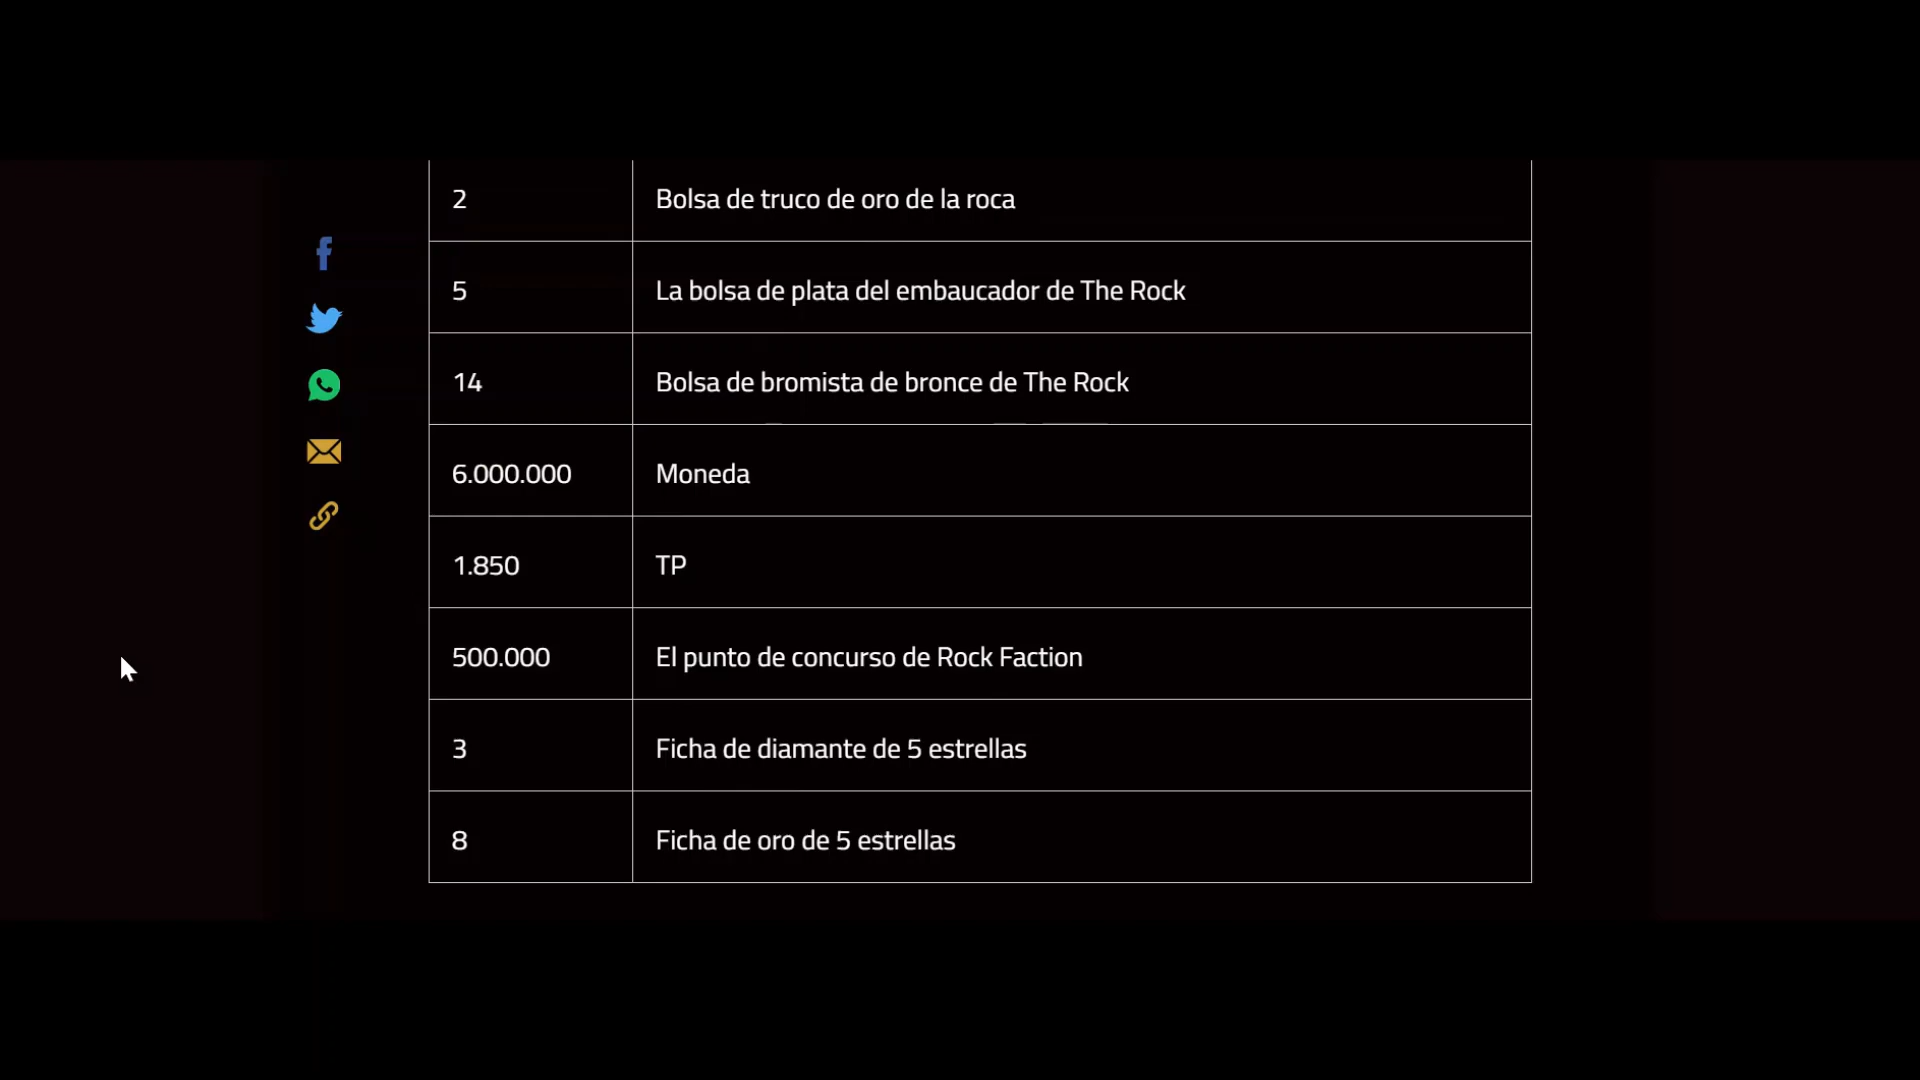 2 Bolsa de truco de oro de la roca
5 La bolsa de plata del embaucador de The Rock
14 Bolsa de bromista de bronce de The Rock
6.000.000 Moneda
1.850 TP
500.000 El punto de concurso de Rock Faction
3 Ficha de diamante de 5 estrellas
8 Ficha de oro de 5 estrellas